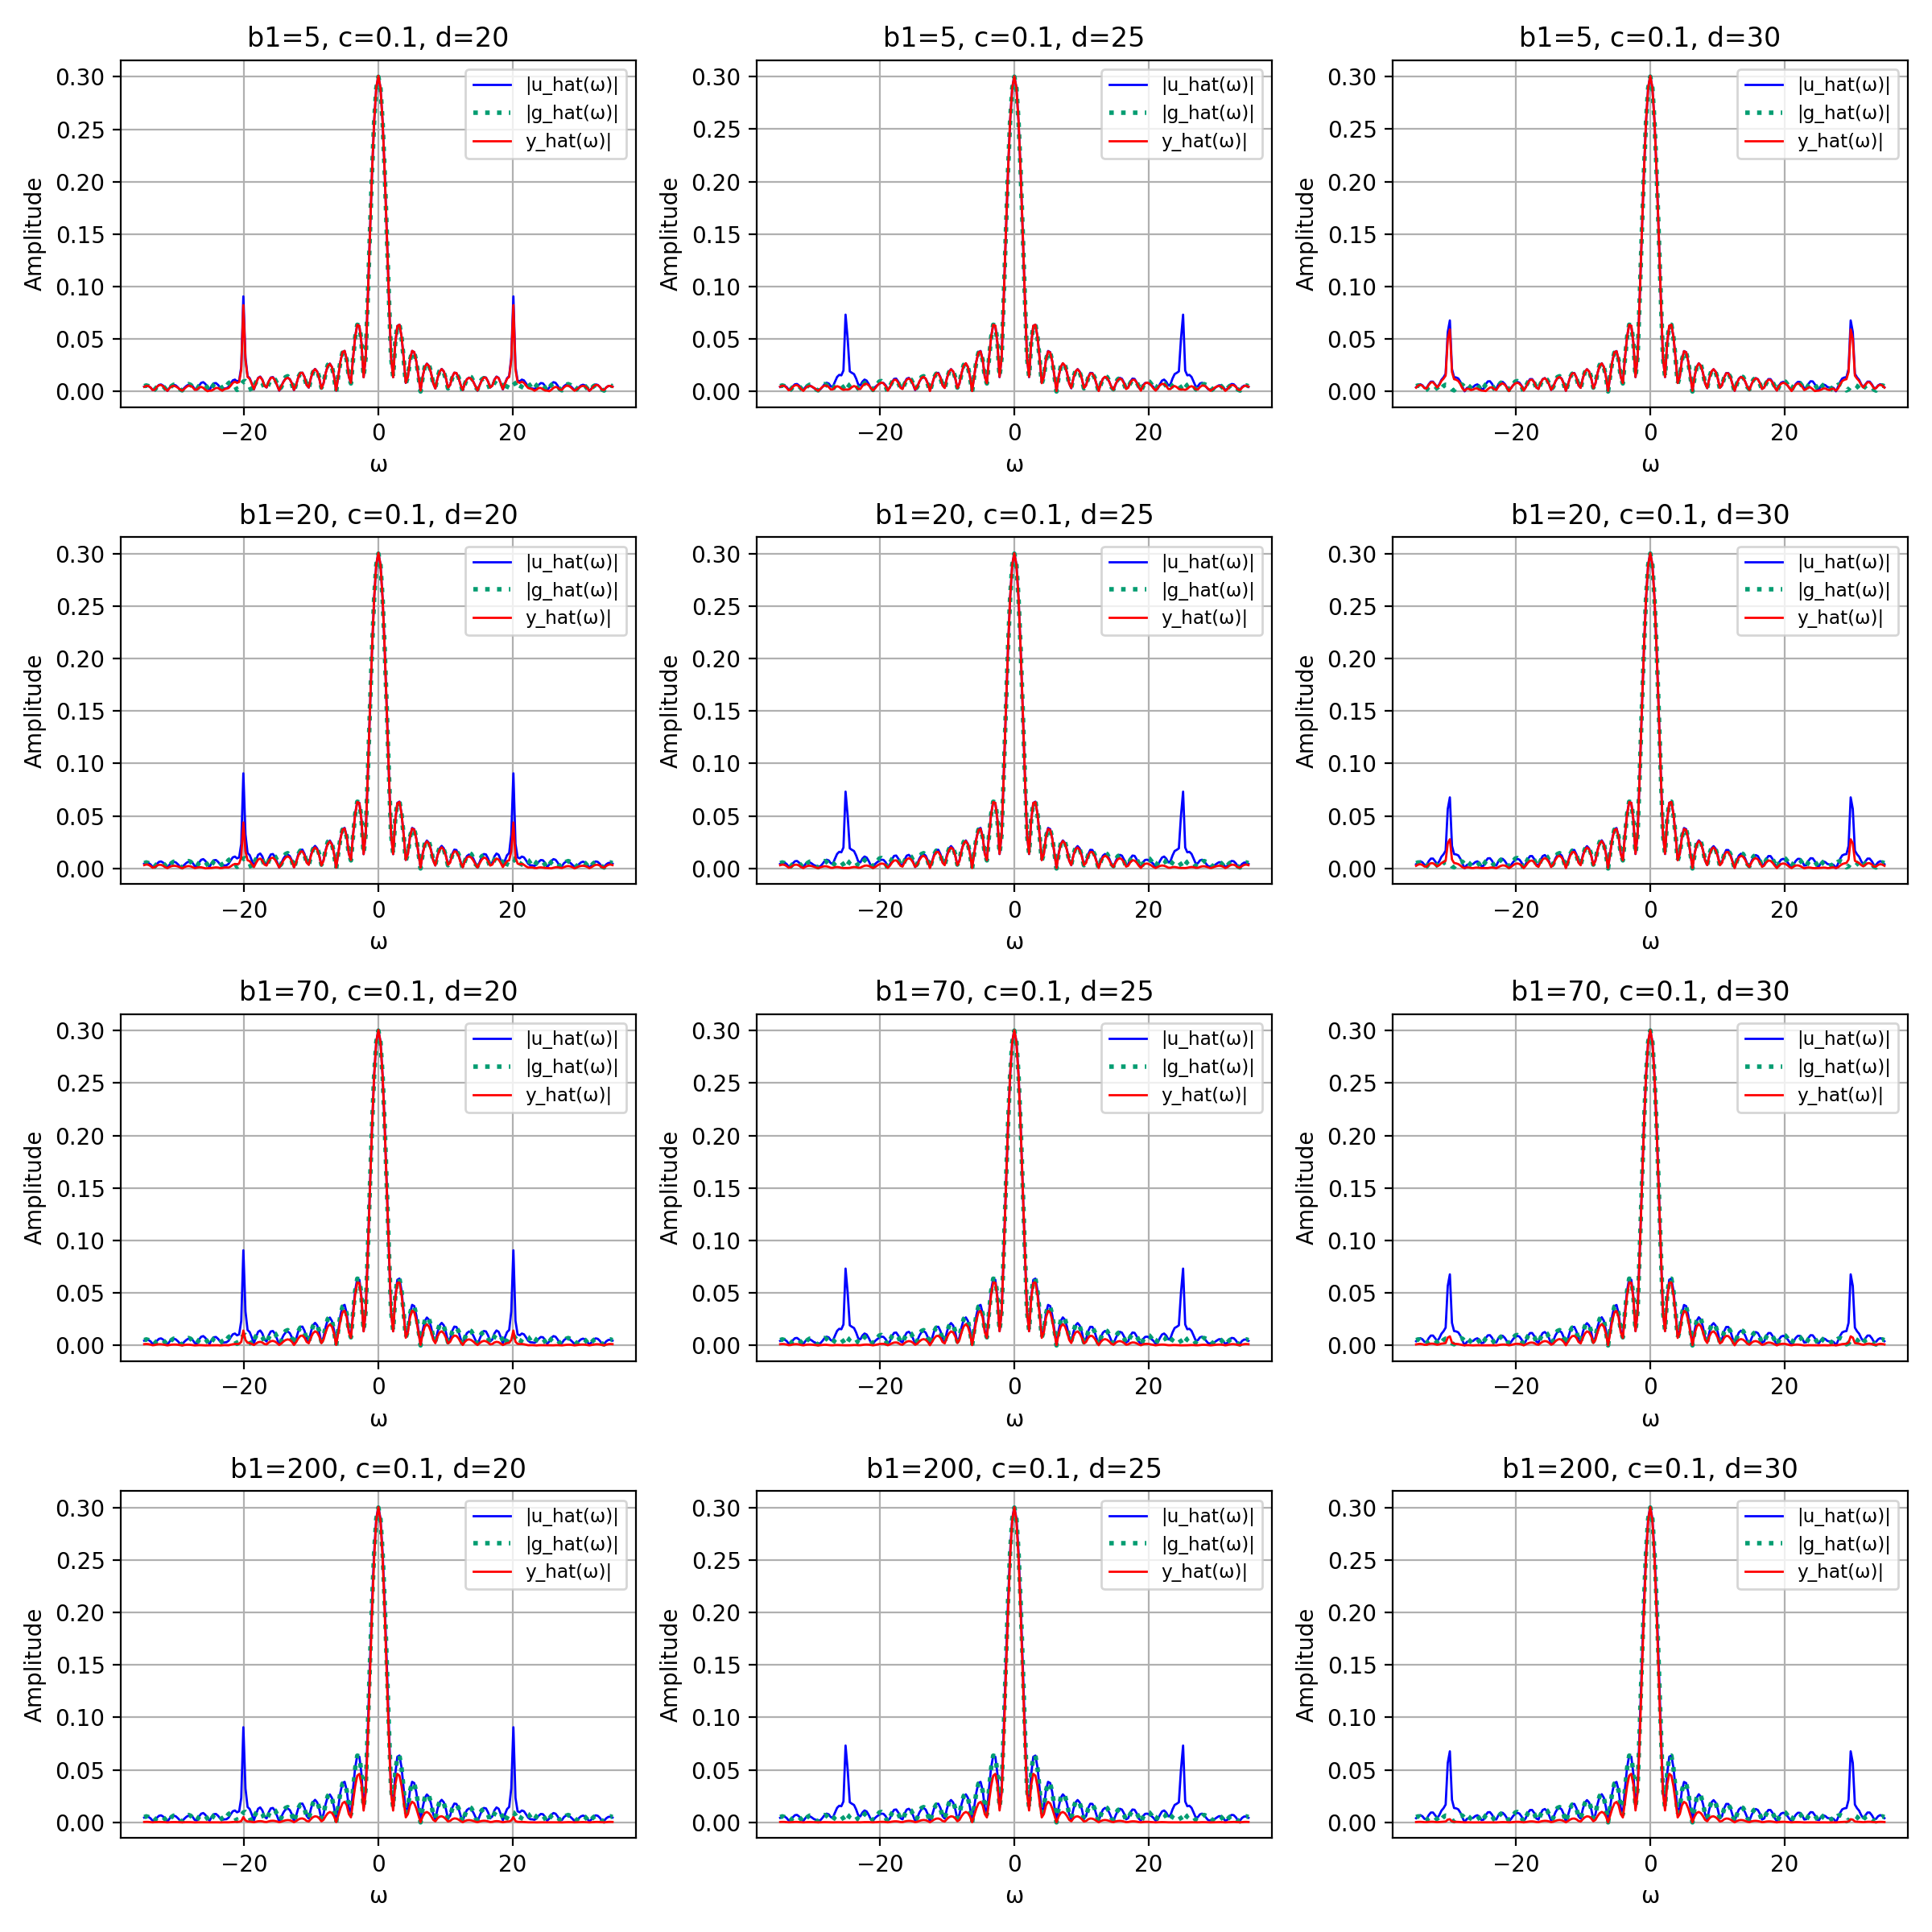 b1=5, c=0.1, d=20
0.30
0.25
0.20
0.15
0.10
0.05
0.00
Amplitude
|u_hat(ω)|
|g_hat(ω)|
y_hat(ω)|
−20 0 20
ω
b1=5, c=0.1, d=25
0.30
0.25
0.20
0.15
0.10
0.05
0.00
Amplitude
|u_hat(ω)|
|g_hat(ω)|
y_hat(ω)|
−20 0 20
ω
b1=5, c=0.1, d=30
0.30
0.25
0.20
0.15
0.10
0.05
0.00
Amplitude
|u_hat(ω)|
|g_hat(ω)|
y_hat(ω)|
−20 0 20
ω
b1=20, c=0.1, d=20
0.30
0.25
0.20
0.15
0.10
0.05
0.00
Amplitude
|u_hat(ω)|
|g_hat(ω)|
y_hat(ω)|
−20 0 20
ω
b1=20, c=0.1, d=25
0.30
0.25
0.20
0.15
0.10
0.05
0.00
Amplitude
|u_hat(ω)|
|g_hat(ω)|
y_hat(ω)|
−20 0 20
ω
b1=20, c=0.1, d=30
0.30
0.25
0.20
0.15
0.10
0.05
0.00
Amplitude
|u_hat(ω)|
|g_hat(ω)|
y_hat(ω)|
−20 0 20
ω
b1=70, c=0.1, d=20
0.30
0.25
0.20
0.15
0.10
0.05
0.00
Amplitude
|u_hat(ω)|
|g_hat(ω)|
y_hat(ω)|
−20 0 20
ω
b1=70, c=0.1, d=25
0.30
0.25
0.20
0.15
0.10
0.05
0.00
Amplitude
|u_hat(ω)|
|g_hat(ω)|
y_hat(ω)|
−20 0 20
ω
b1=70, c=0.1, d=30
0.30
0.25
0.20
0.15
0.10
0.05
0.00
Amplitude
|u_hat(ω)|
|g_hat(ω)|
y_hat(ω)|
−20 0 20
ω
b1=200, c=0.1, d=20
0.30
0.25
0.20
0.15
0.10
0.05
0.00
Amplitude
|u_hat(ω)|
|g_hat(ω)|
y_hat(ω)|
−20 0 20
ω
b1=200, c=0.1, d=25
0.30
0.25
0.20
0.15
0.10
0.05
0.00
Amplitude
|u_hat(ω)|
|g_hat(ω)|
y_hat(ω)|
−20 0 20
ω
b1=200, c=0.1, d=30
0.30
0.25
0.20
0.15
0.10
0.05
0.00
Amplitude
|u_hat(ω)|
|g_hat(ω)|
y_hat(ω)|
−20 0 20
ω